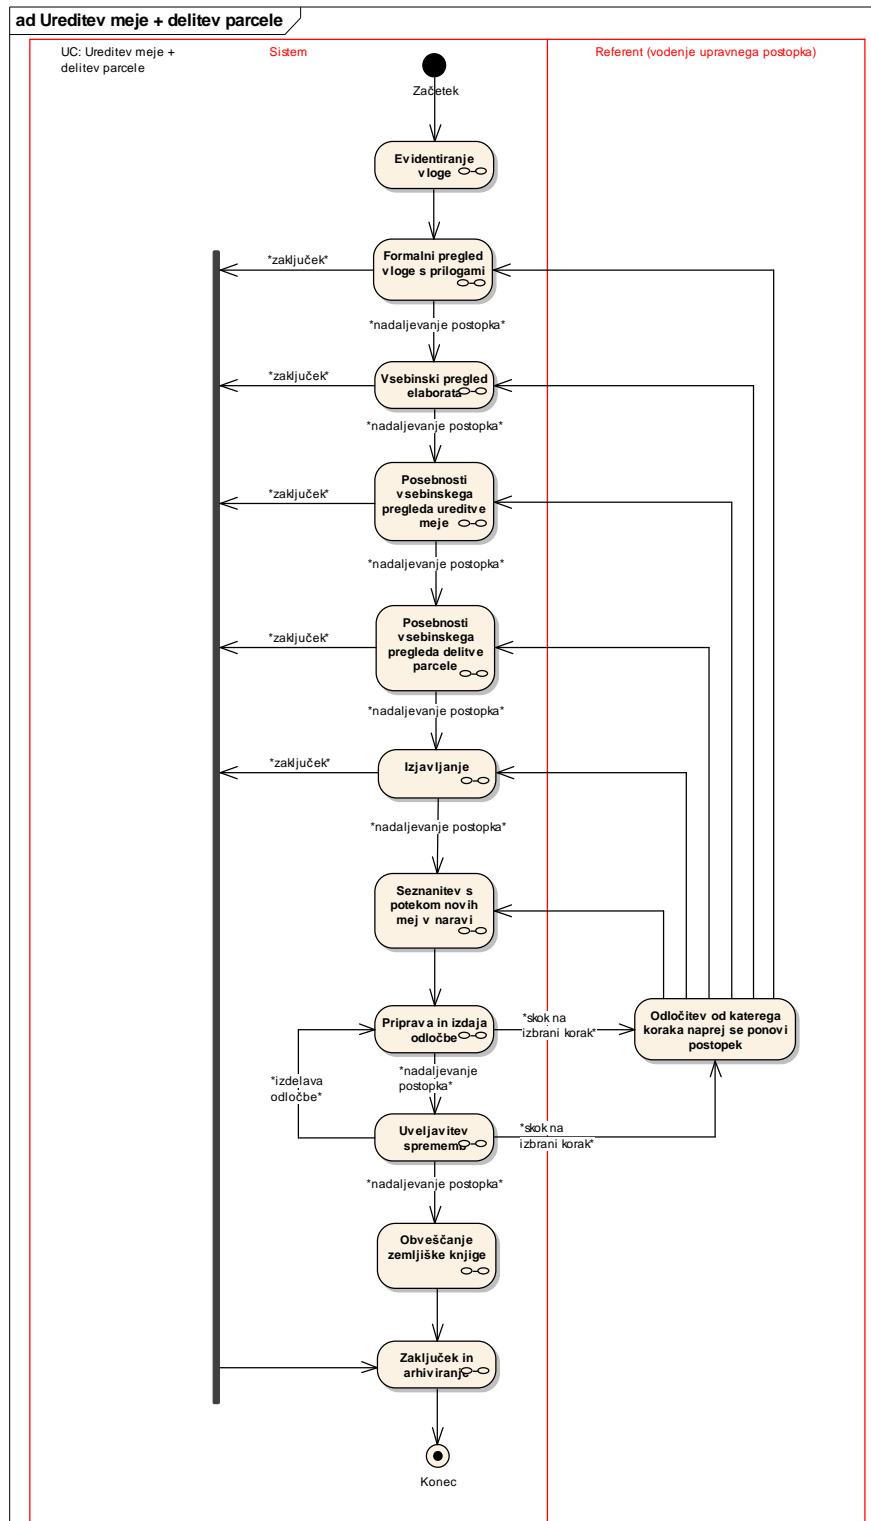 ad Ureditev meje + delitev parcele
UC: Ureditev meje +
delitev parcele
Sistem
Referent (vodenje upravnega postopka)
Začetek
Evidentiranje
vloge
Formalni pregled
vloge s prilogami
*zaključek*
*nadaljevanje postopka*
Vsebinski pregled
elaborata
*zaključek*
*nadaljevanje postopka*
Posebnosti
vsebinskega
pregleda ureditve
meje
*zaključek*
*nadaljevanje postopka*
Posebnosti
vsebinskega
pregleda delitve
parcele
*zaključek*
*nadaljevanje postopka*
Izjavljanje
*zaključek*
*nadaljevanje postopka*
Seznanitev s
potekom novih
mej v naravi
Priprava in izdaja
odločbe
*skok na
izbrani korak*
Odločitev od katerega
koraka naprej se ponovi
postopek
*izdelava
odločbe*
*nadaljevanje
postopka*
Uveljavitev
sprememb
*skok na
izbrani korak*
*nadaljevanje postopka*
Obveščanje
zemljiške knjige
Zaključek in
arhiviranje
Konec